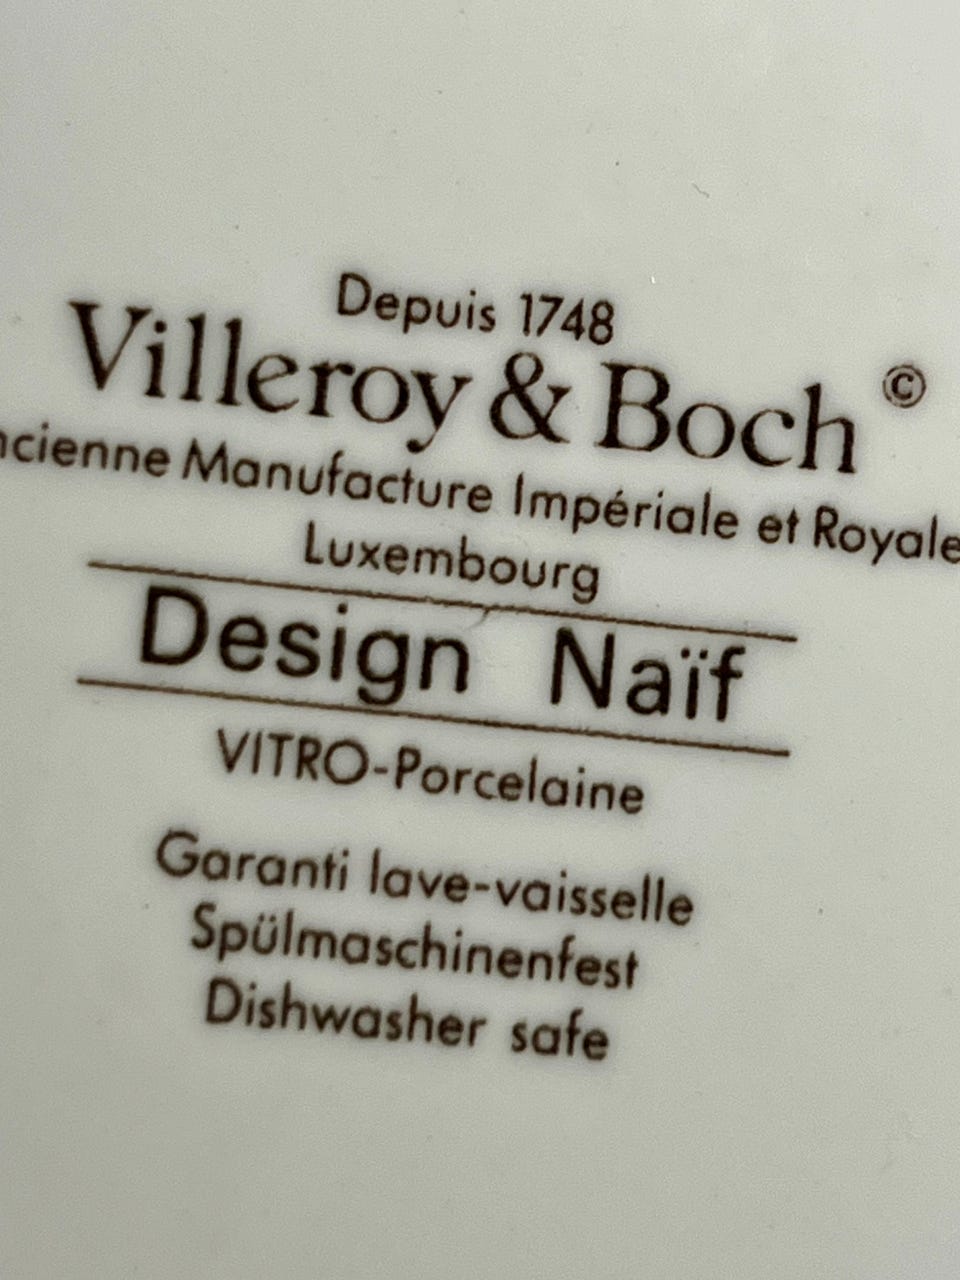 Depuis 1748
Villeroy & Boch ©
ncienne Manufacture Impériale et Royale
Luxembourg
Design Naïf
VITRO-Porcelaine
Garanti lave-vaisselle
Spülmaschinenfest
Dishwasher safe